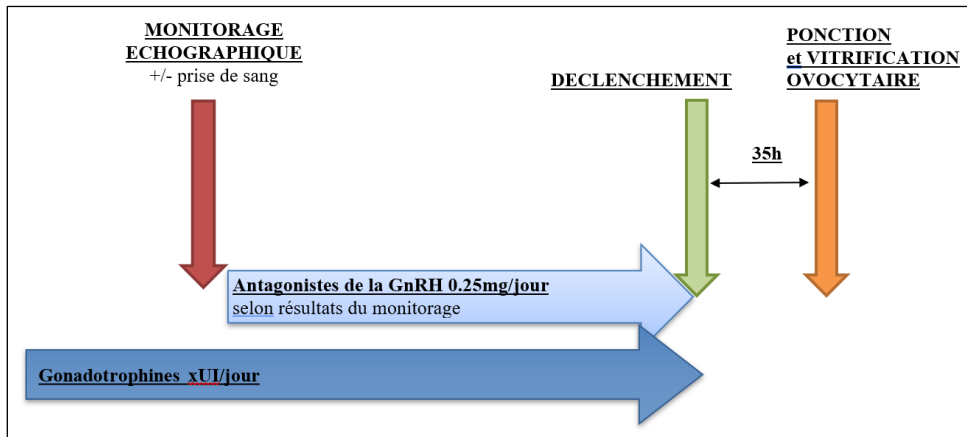 MONITORAGE
ECHOGRAPHIQUE
+/- prise de sang
DECLENCHEMENT
PONCTION
et VITRIFICATION
OVOCYTAIRE
35h
Antagonistes de la GnRH 0.25mg/jour
selon résultats du monitorage
Gonadotrophines xUI/jour